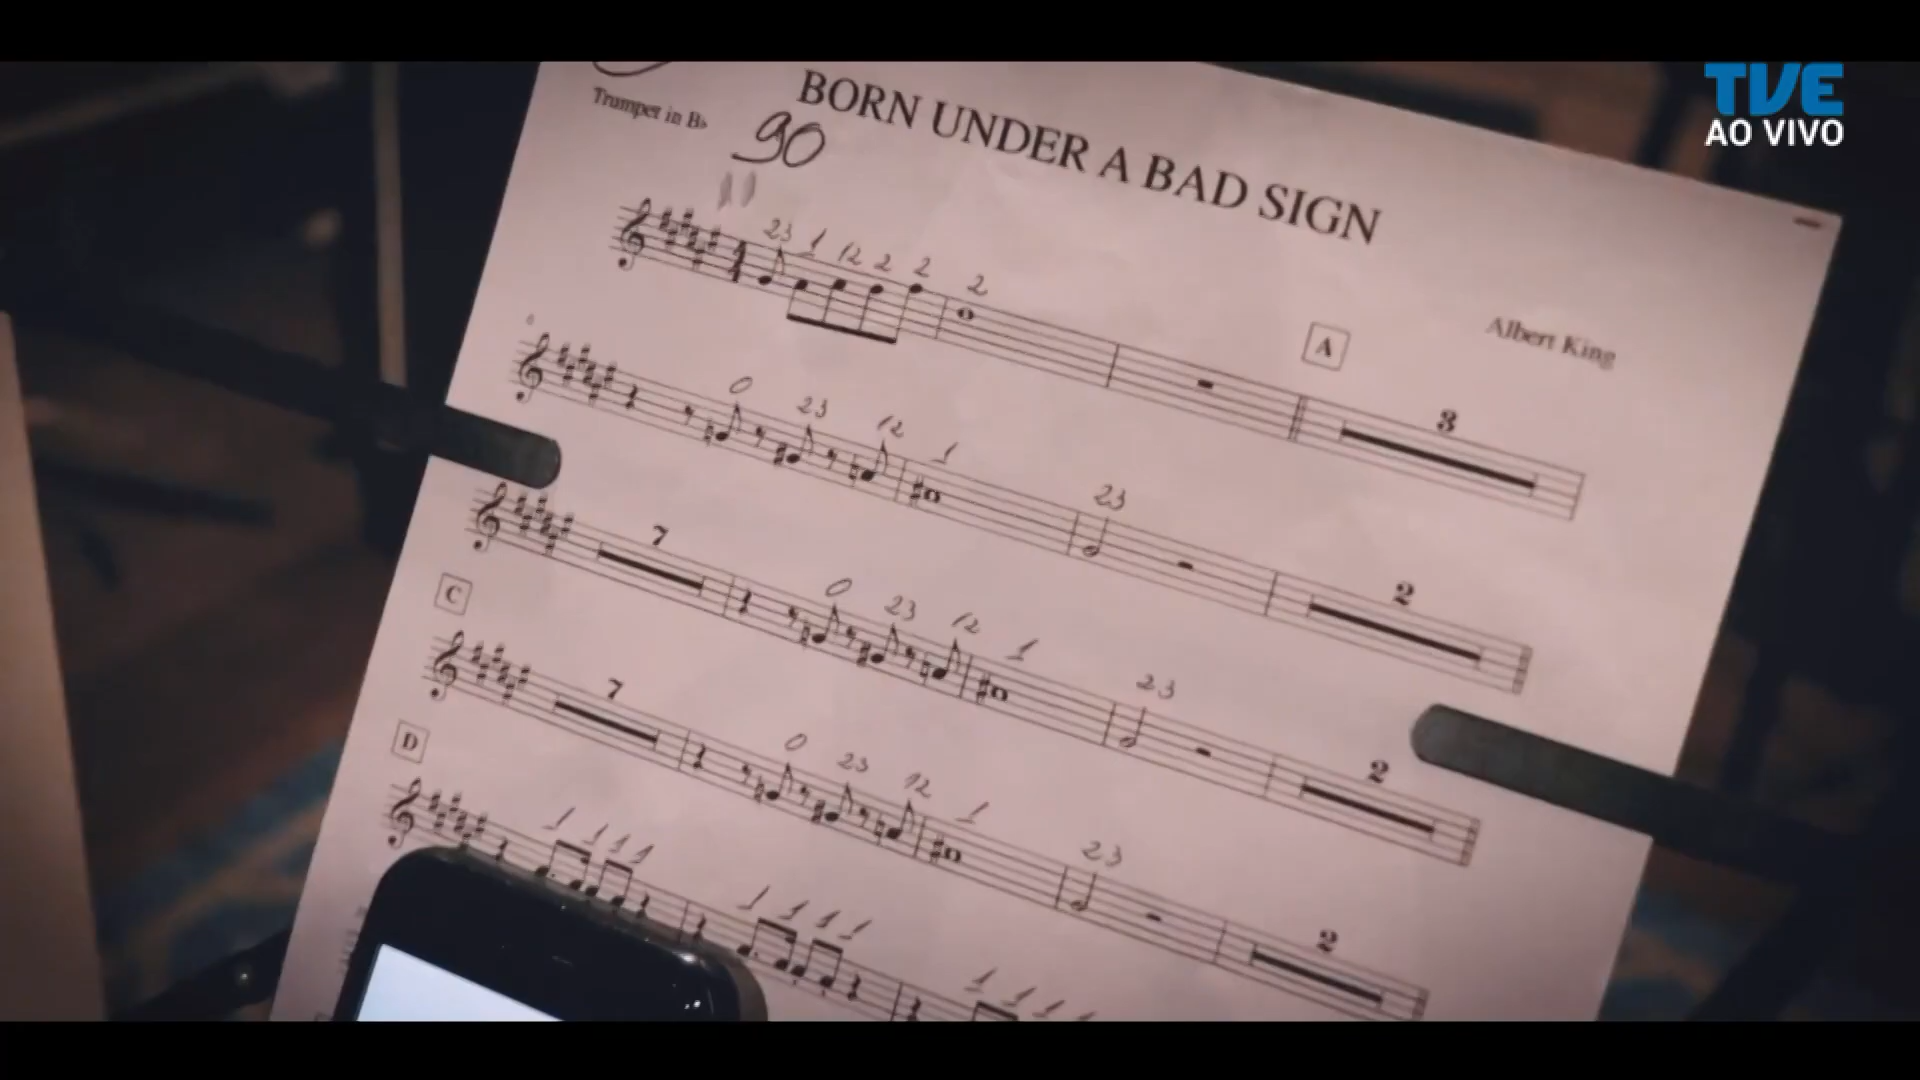 TVE
AO VIVO
BORN UNDER A BAD SIGN
Trumpet in B♭
90
Albert King
23 1 12 2 2 2
A
3
6
0 23 12 1 23
2
7
0 23 12 1 23
2
C
7
0 23 12 1 23
2
D
1 1 1 1
1 1 1 1
1 1 1 1